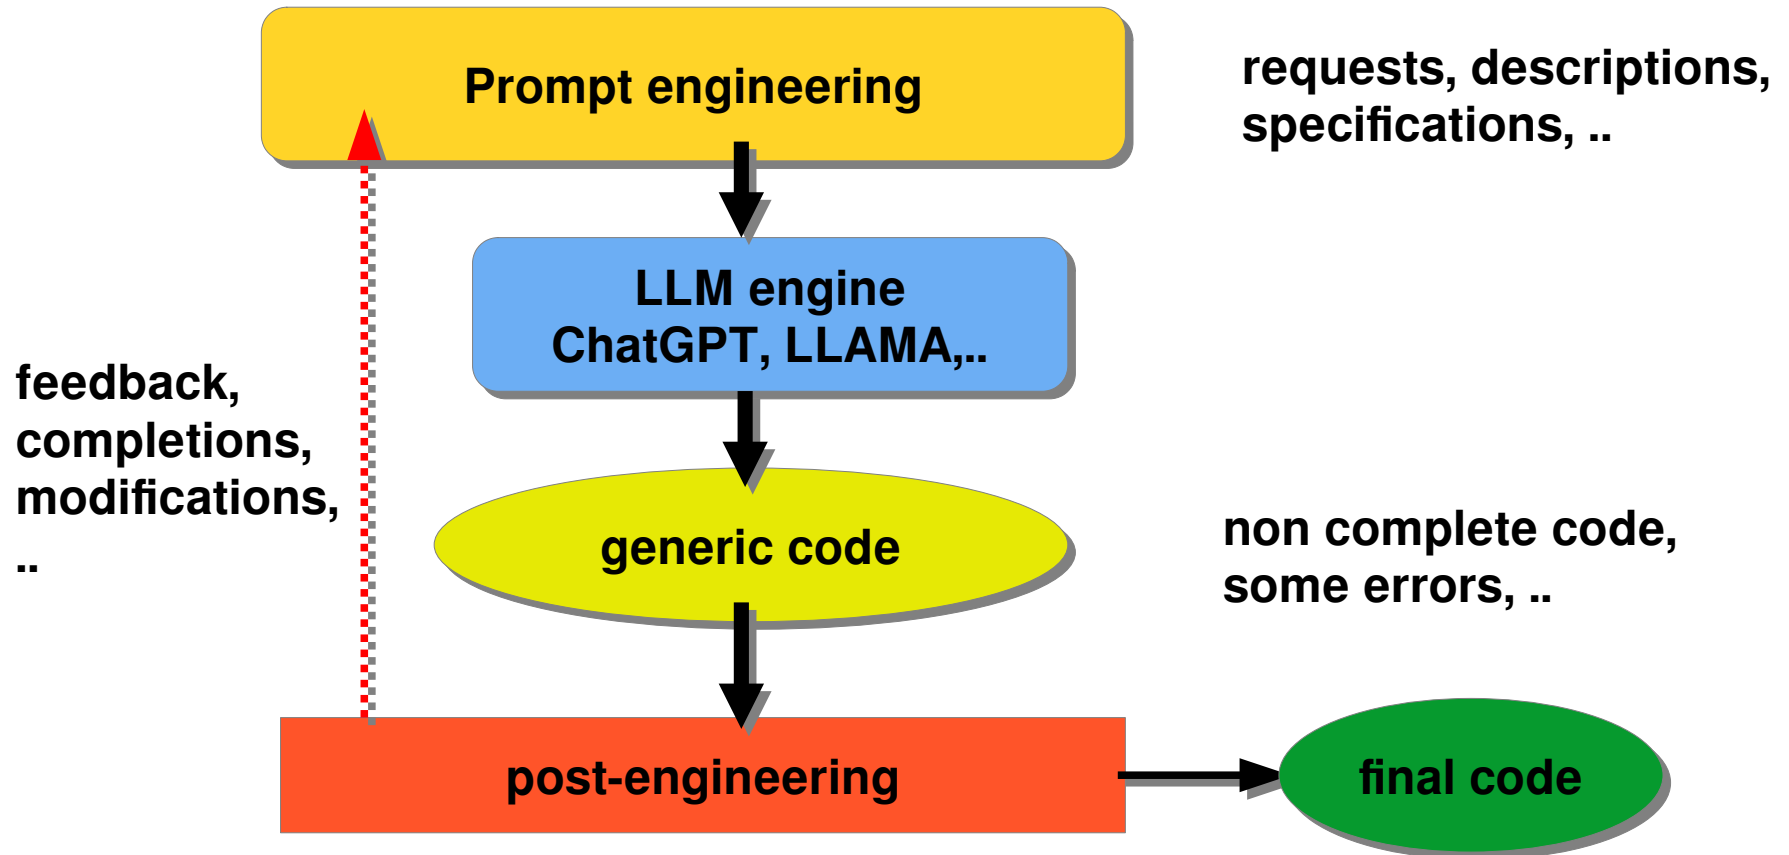 Prompt engineering
requests, descriptions,
specifications, ..
LLM engine
ChatGPT, LLAMA,..
feedback,
completions,
modifications,
..
generic code
non complete code,
some errors, ..
post-engineering
final code